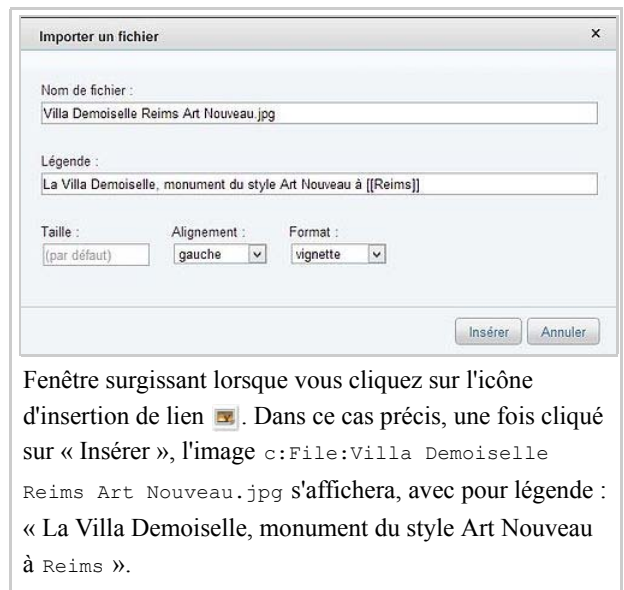 Importer un fichier x
Nom de fichier :
Villa Demoiselle Reims Art Nouveau.jpg
Légende :
La Villa Demoiselle, monument du style Art Nouveau à [[Reims]]
Taille : Alignement : Format :
(par défaut) gauche vignette
Insérer Annuler
Fenêtre surgissant lorsque vous cliquez sur l'icône
d'insertion de lien . Dans ce cas précis, une fois cliqué
sur « Insérer », l'image c:File:Villa Demoiselle
Reims Art Nouveau.jpg s'affichera, avec pour légende :
« La Villa Demoiselle, monument du style Art Nouveau
à Reims ».